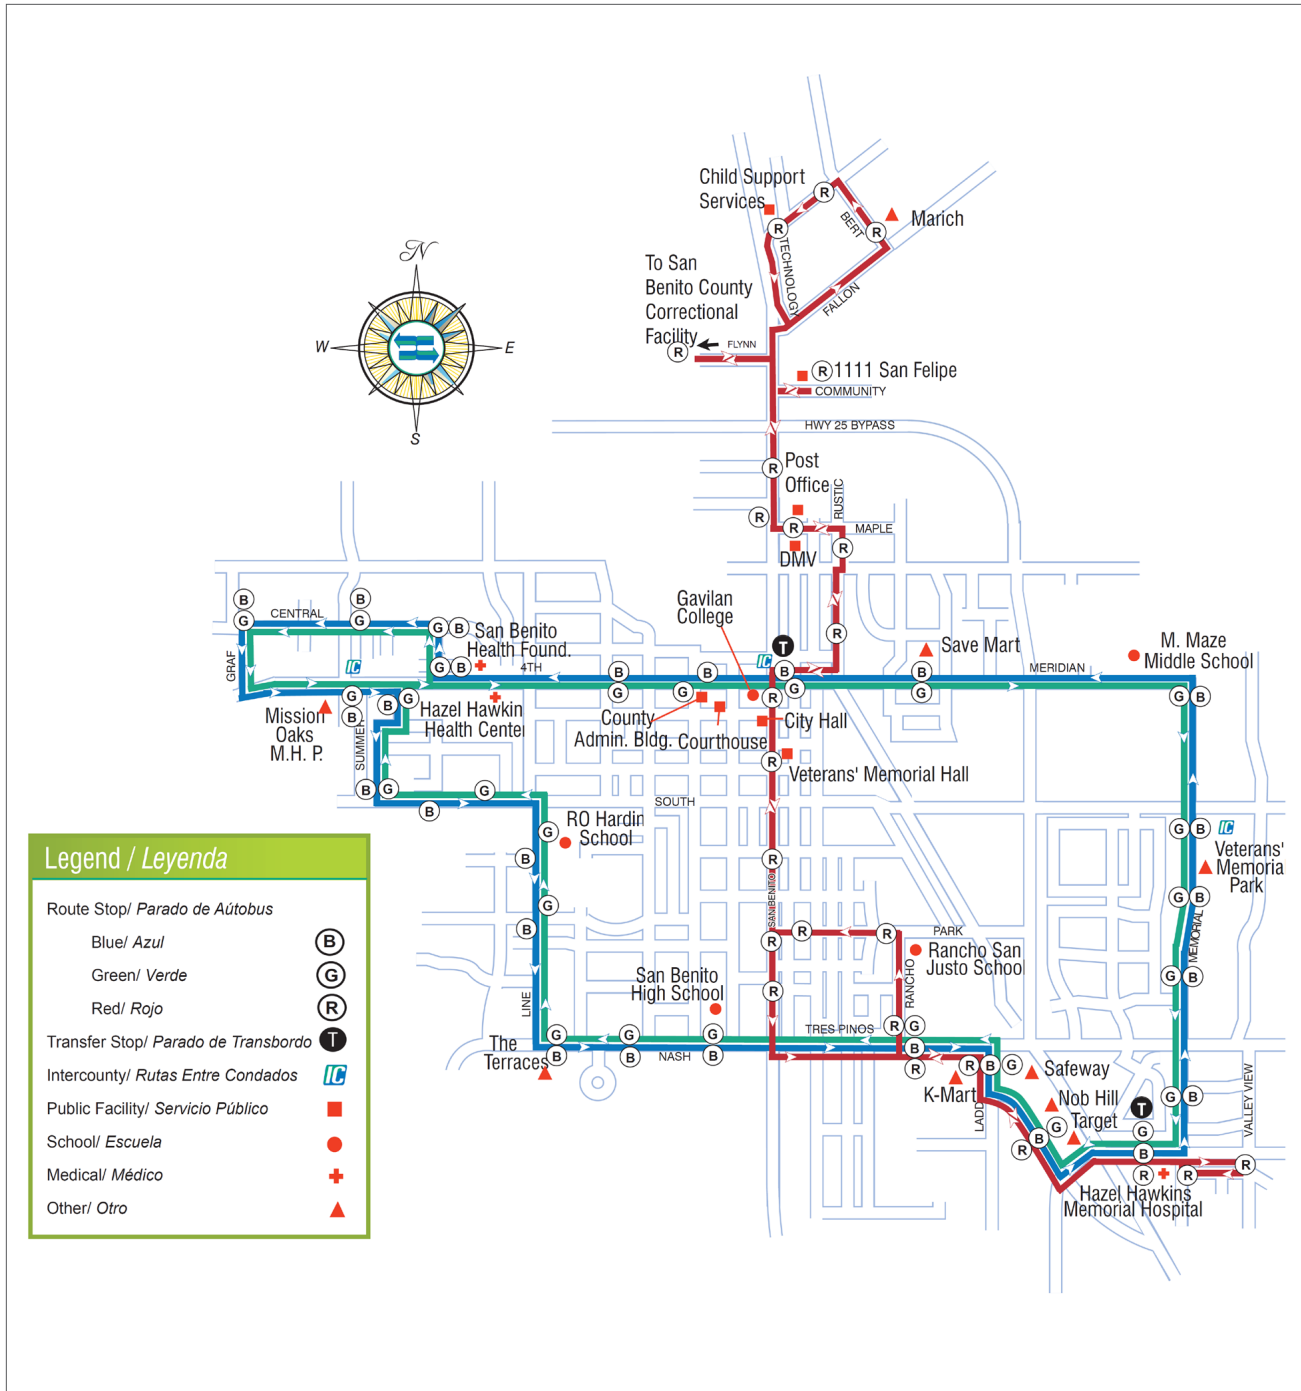 Child Support
Services
Marich
BERT
TECHNOLOGY
FALLON
To San
Benito County
Correctional
Facility
FLYNN
R
R
R
R
N
W
E
S
R
1111 San Felipe
COMMUNITY
HWY 25 BYPASS
R
Post
Office
RUSTIC
R
R
MAPLE
R
DMV
Gavilan
College
R
T
IC
B
Save Mart
M. Maze
Middle School
MERIDIAN
B
B
G
CENTRAL
G
G
B
San Benito
Health Found.
G
B
4TH
GRAF
IC
B
B
B
G
G
G
G
R
G
B
G
B
B
G
Mission
Oaks
M.H. P.
SUMMER
Hazel Hawkin
Health Center
County
Admin. Bldg.
Courthouse
City Hall
R
Veterans' Memorial Hall
B
G
G
B
SOUTH
RO Hardin
School
G
B
R
G
B
IC
Veterans'
Memoria
Park
G
B
MEMORIAL
Legend / Leyenda
Route Stop/ Parado de Aútobus
Blue/ Azul
B
Green/ Verde
G
Red/ Rojo
R
Transfer Stop/ Parado de Transbordo
T
Intercounty/ Rutas Entre Condados
IC
Public Facility/ Servicio Público
School/ Escuela
Medical/ Médico
Other/ Otro
G
B
SAN BENITO
R
R
R
PARK
Rancho San
Justo School
RANCHO
G
B
San Benito
High School
R
LINE
TRES PINOS
R
G
G
G
G
The
Terraces
B
B
B
NASH
B
R
R
B
G
Safeway
K-Mart
LADD
Nob Hill
Target
G
B
R
T
G
B
R
G
B
VALLEY VIEW
R
R
Hazel Hawkins
Memorial Hospital